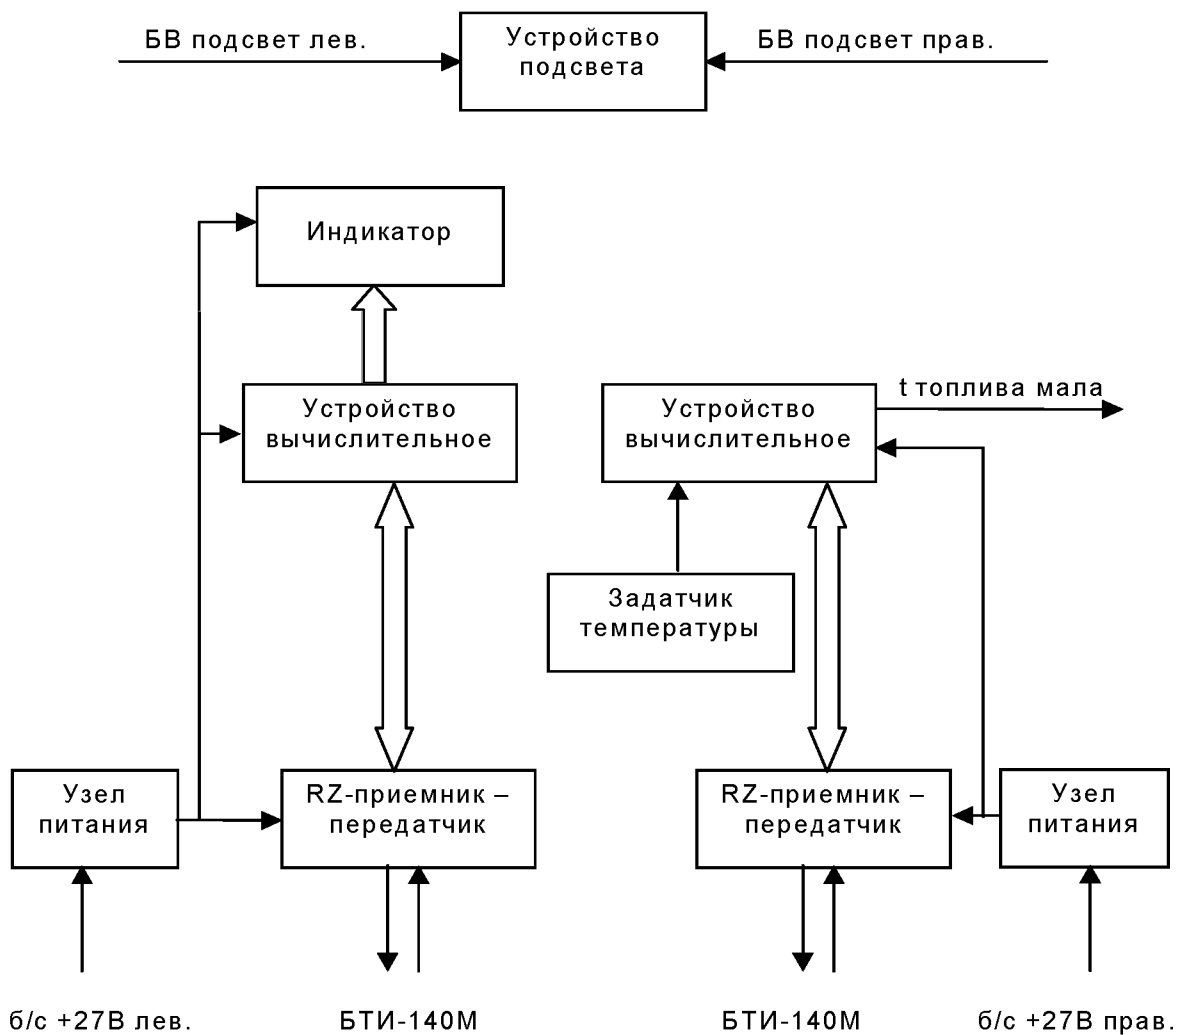 БВ подсвет лев.
Устройство
подсвета
БВ подсвет прав.
Индикатор
Устройство
вычислительное
Устройство
вычислительное
t топлива мала
Задатчик
температуры
Узел
питания
RZ-приемник –
передатчик
RZ-приемник –
передатчик
Узел
питания
б/с +27В лев.
БТИ-140М
БТИ-140М
б/с +27В прав.